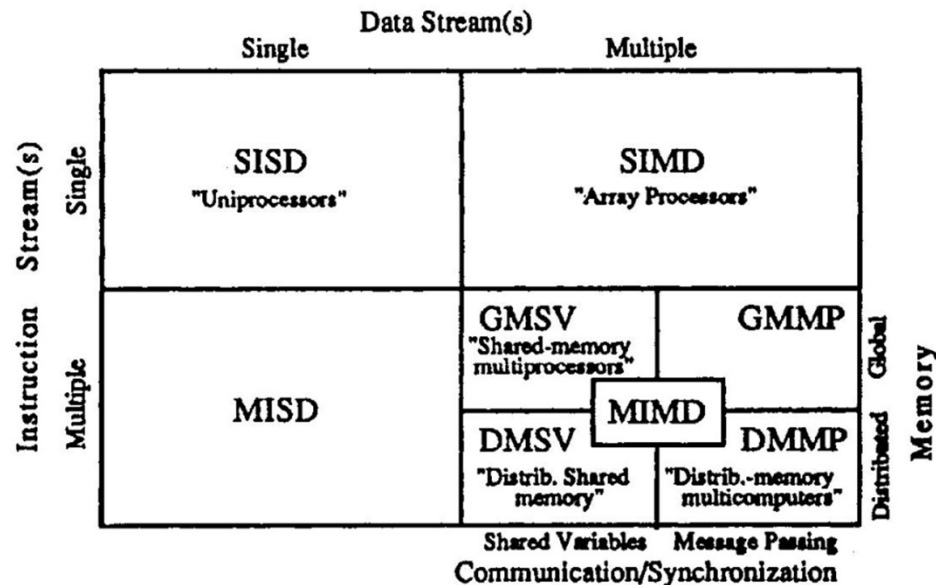 Data Stream(s)
Single Multiple
Instruction Stream(s)
Single
Multiple
SISD
"Uniprocessors"
SIMD
"Array Processors"
MISD
GMSV
"Shared-memory
multiprocessors"
GMMP
MIMD
DMSV
"Distrib. Shared
memory"
DMMP
"Distrib.-memory
multicomputers"
Global
Distributed
Memory
Shared Variables Message Passing
Communication/Synchronization